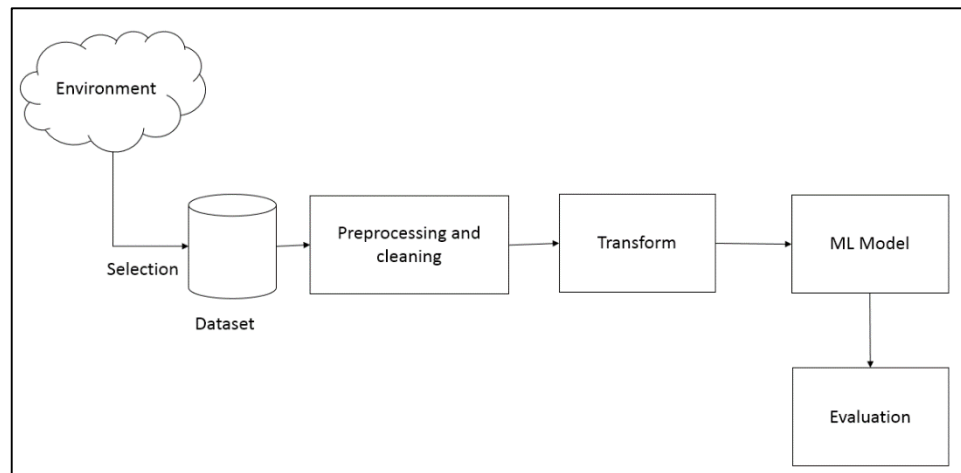 Environment
Selection
Dataset
Preprocessing and
cleaning
Transform
ML Model
Evaluation